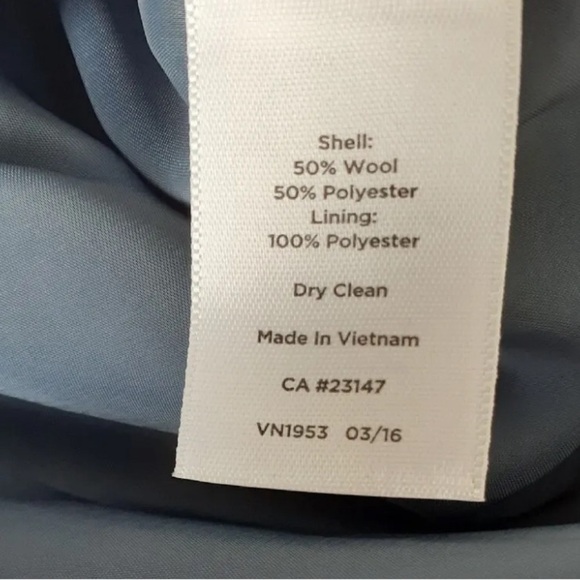 Shell:
50% Wool
50% Polyester
Lining:
100% Polyester
Dry Clean
Made In Vietnam
CA #23147
VN1953 03/16